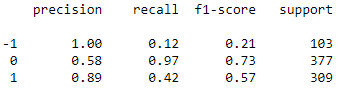 precision recall f1-score support
-1 1.00 0.12 0.21 103
0 0.58 0.97 0.73 377
1 0.89 0.42 0.57 309